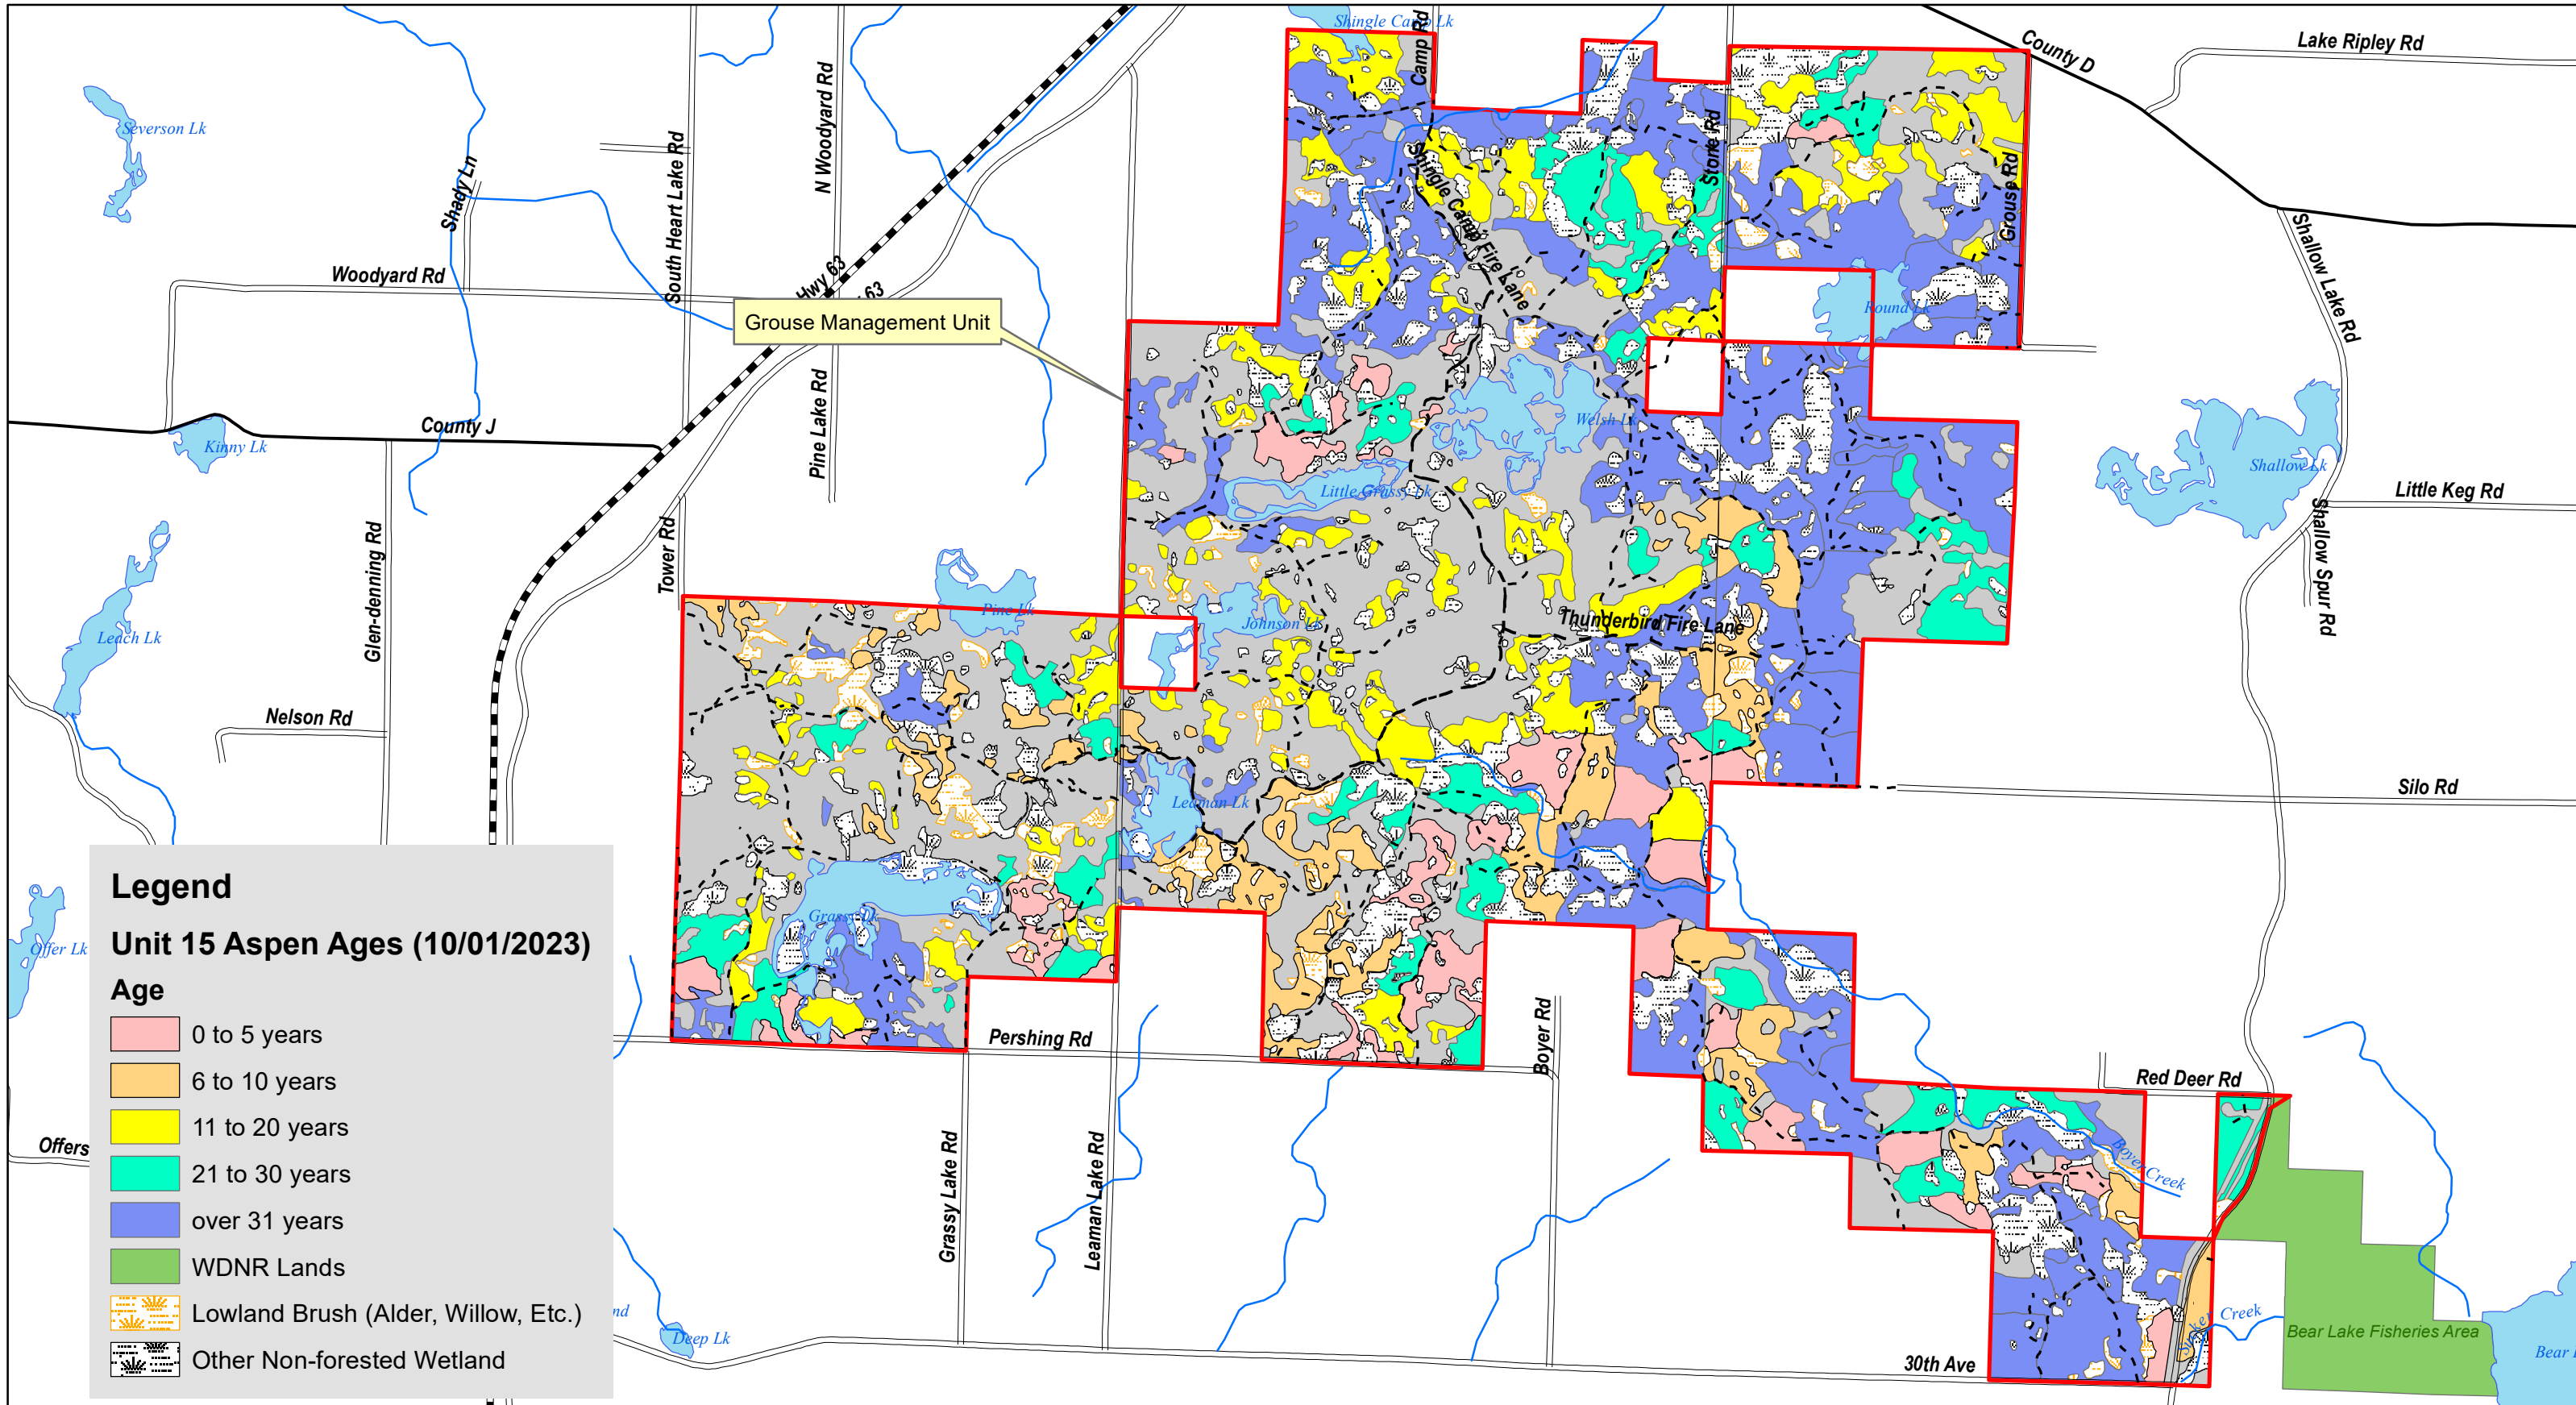 Shingle Camp Lk
Camp Rd
County D
Lake Ripley Rd
Severson Lk
Shady Ln
South Heart Lake Rd
N Woodyard Rd
Stone Rd
Grouse Rd
Shingle Camp Fire Lane
Shallow Lake Rd
Woodyard Rd
Hwy 63
63
Grouse Management Unit
Round Lk
County J
Kinny Lk
Pine Lake Rd
Welsh Lk
Shallow Lk
Little Grassy Lk
Little Keg Rd
Shallow Spur Rd
Glen-denning Rd
Tower Rd
Leach Lk
Pine Lk
Johnson Lk
Thunderbird Fire Lane
Nelson Rd
Silo Rd
Leaman Lk
Grassy Lk
Offer Lk
Legend
Unit 15 Aspen Ages (10/01/2023)
Age
0 to 5 years
6 to 10 years
11 to 20 years
21 to 30 years
over 31 years
WDNR Lands
Lowland Brush (Alder, Willow, Etc.)
Other Non-forested Wetland
Pershing Rd
Boyer Rd
Red Deer Rd
Offers
Grassy Lake Rd
Leaman Lake Rd
Boyer Creek
nd
Deep Lk
Creek
Bear Lake Fisheries Area
Bear
30th Ave